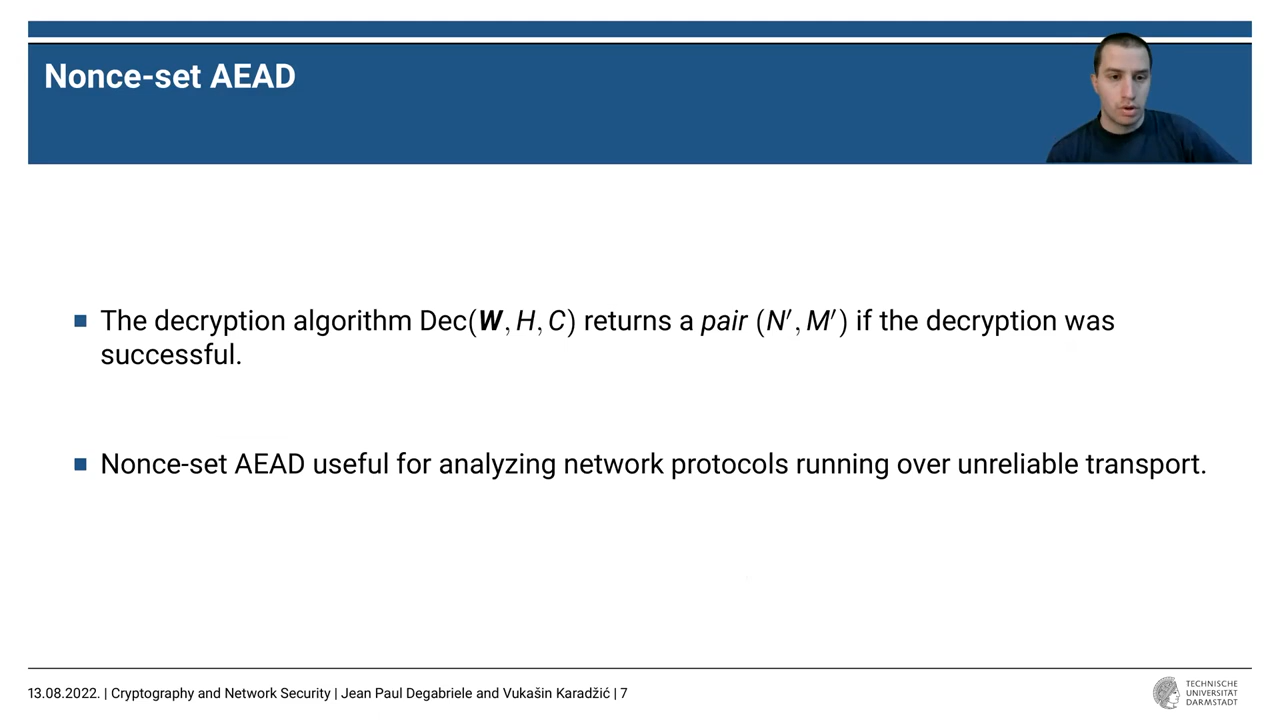 Nonce-set AEAD
The decryption algorithm Dec(W, H, C) returns a pair (N′, M′) if the decryption was
successful.
Nonce-set AEAD useful for analyzing network protocols running over unreliable transport.
13.08.2022. | Cryptography and Network Security | Jean Paul Degabriele and Vukašin Karadžić | 7
TECHNISCHE
UNIVERSITÄT
DARMSTADT